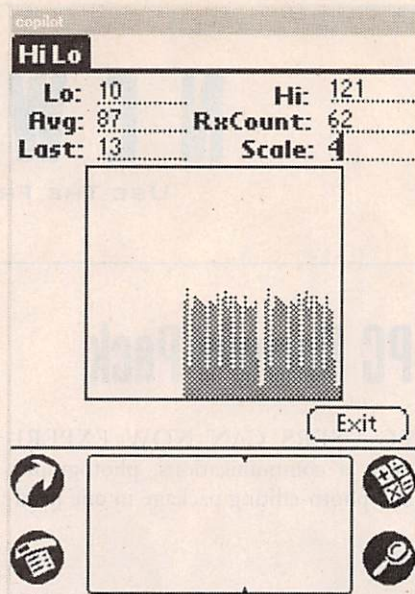 copilot
Hi Lo
Lo: 10 Hi: 121
Avg: 87 RxCount: 62
Last: 13 Scale: 4
Exit